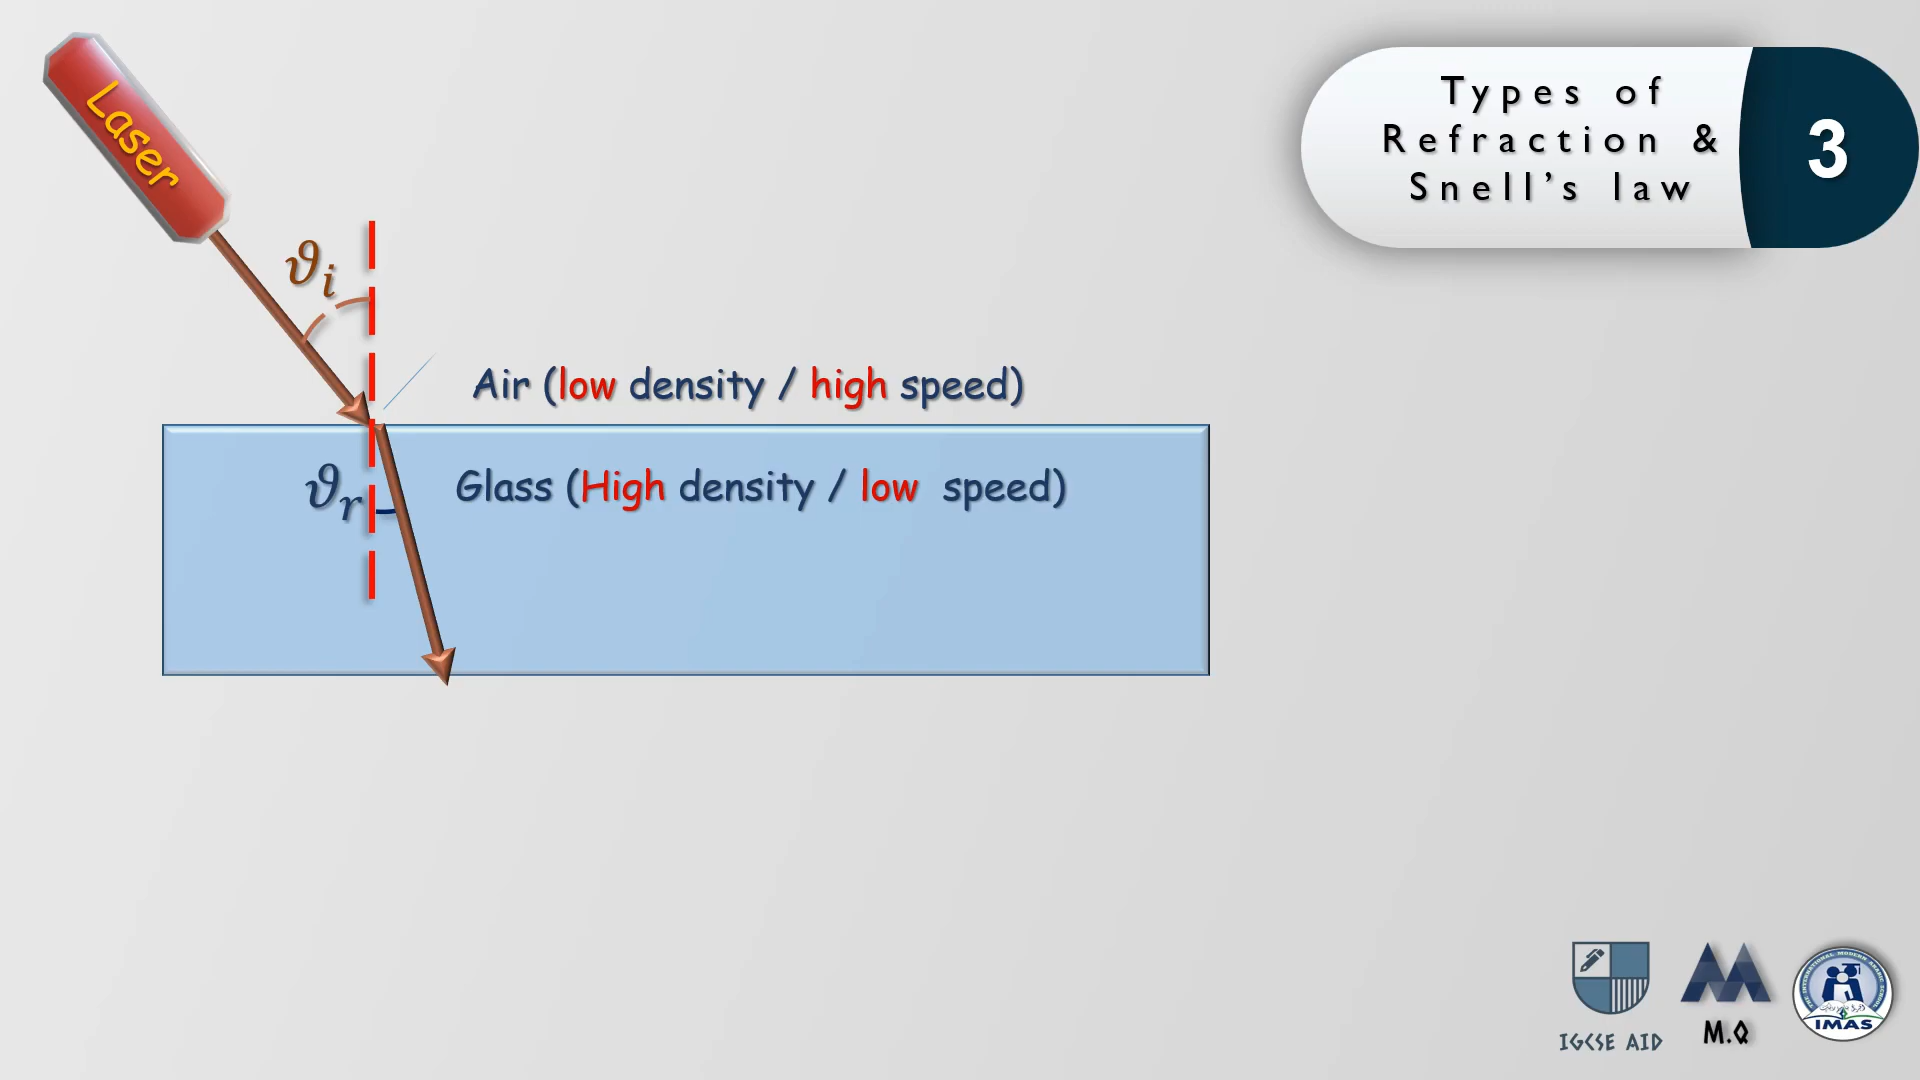 Types of
Refraction &
Snell’s law
3
Laser
ϑi
Air (low density / high speed)
ϑr
Glass (High density / low speed)
IGCSE AID
M.Q
IMAS